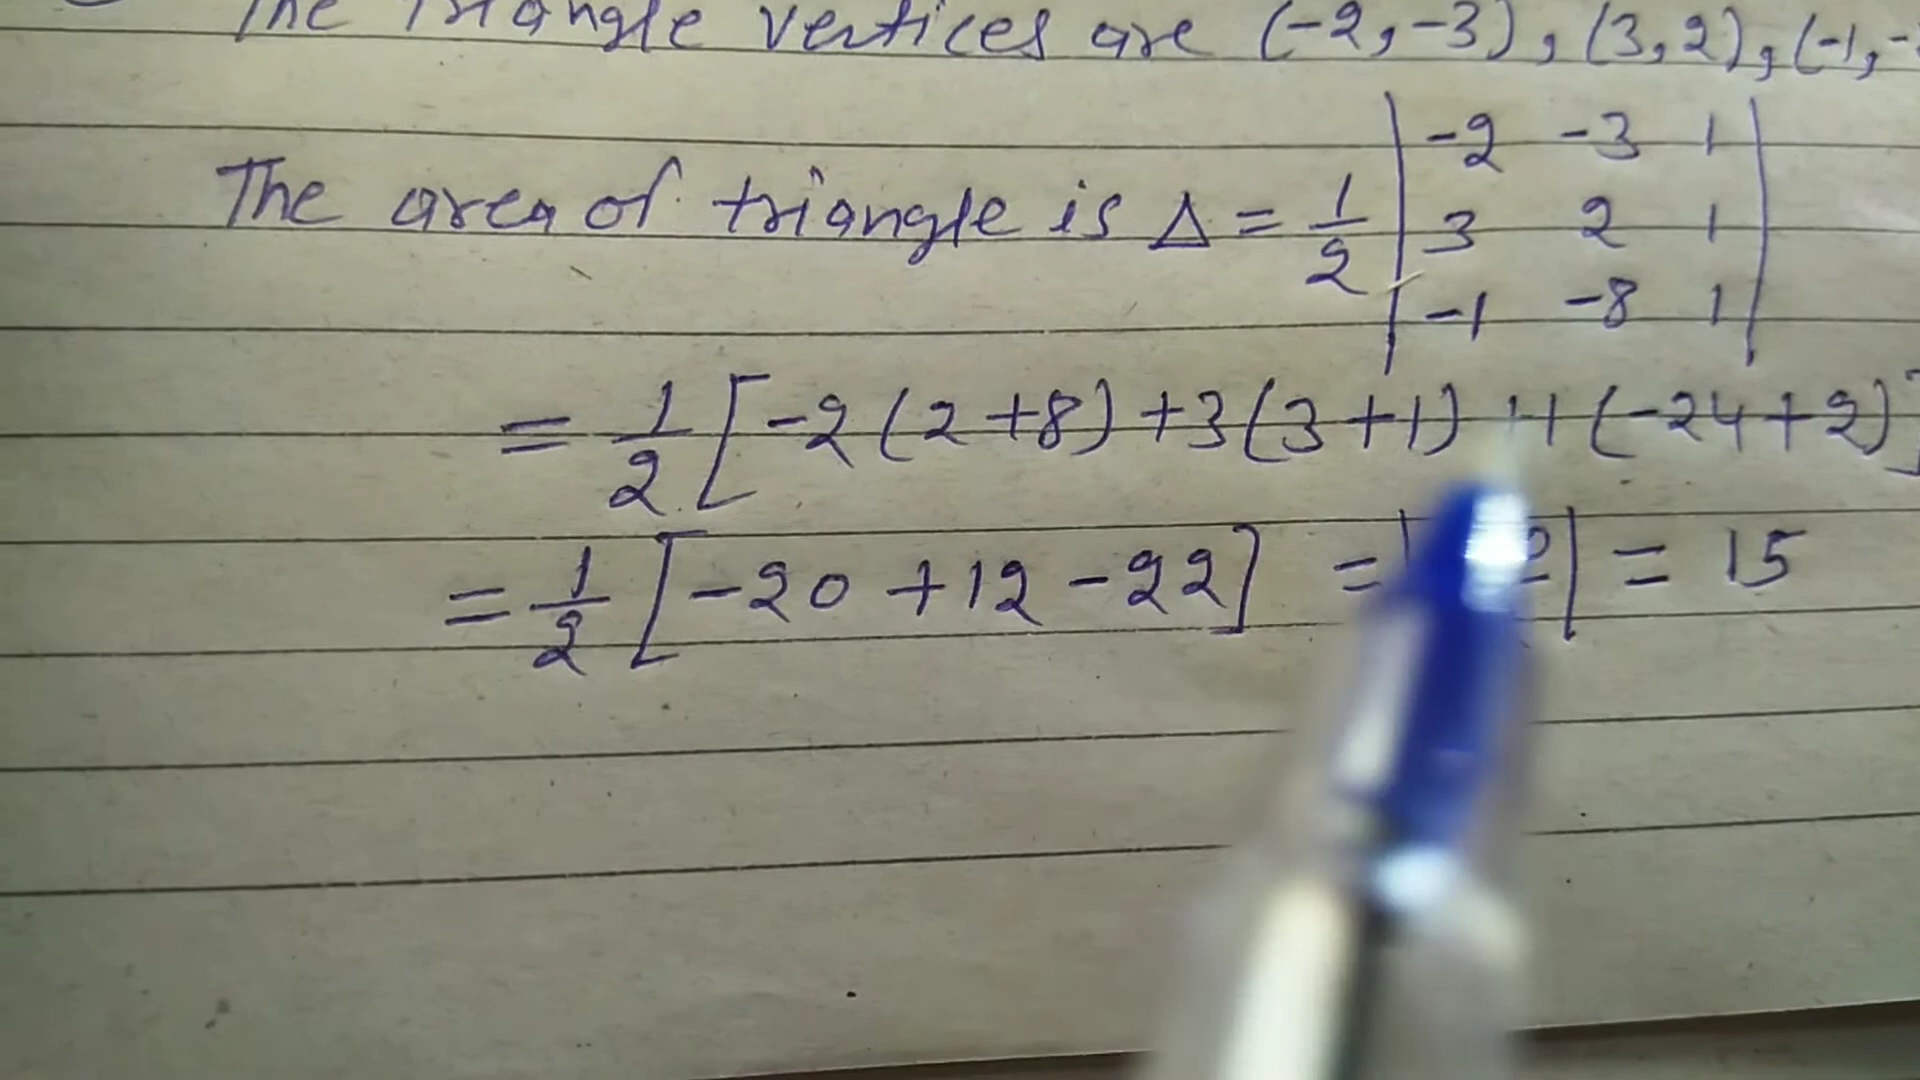 The Triangle vertices are (-2,-3), (3,2), (-1,-
The area of triangle is Δ = 1/2 | -2 -3 1 |
| 3 2 1 |
| -1 -8 1 |
= 1/2 [-2(2+8) +3(3+1) +1(-24+2)]
= 1/2 [-20 +12 -22] = | | = 15